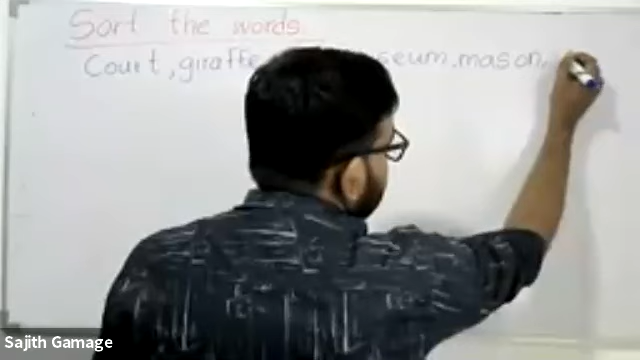 Sort the words.
Court, giraffe seum, mason,
Sajith Gamage